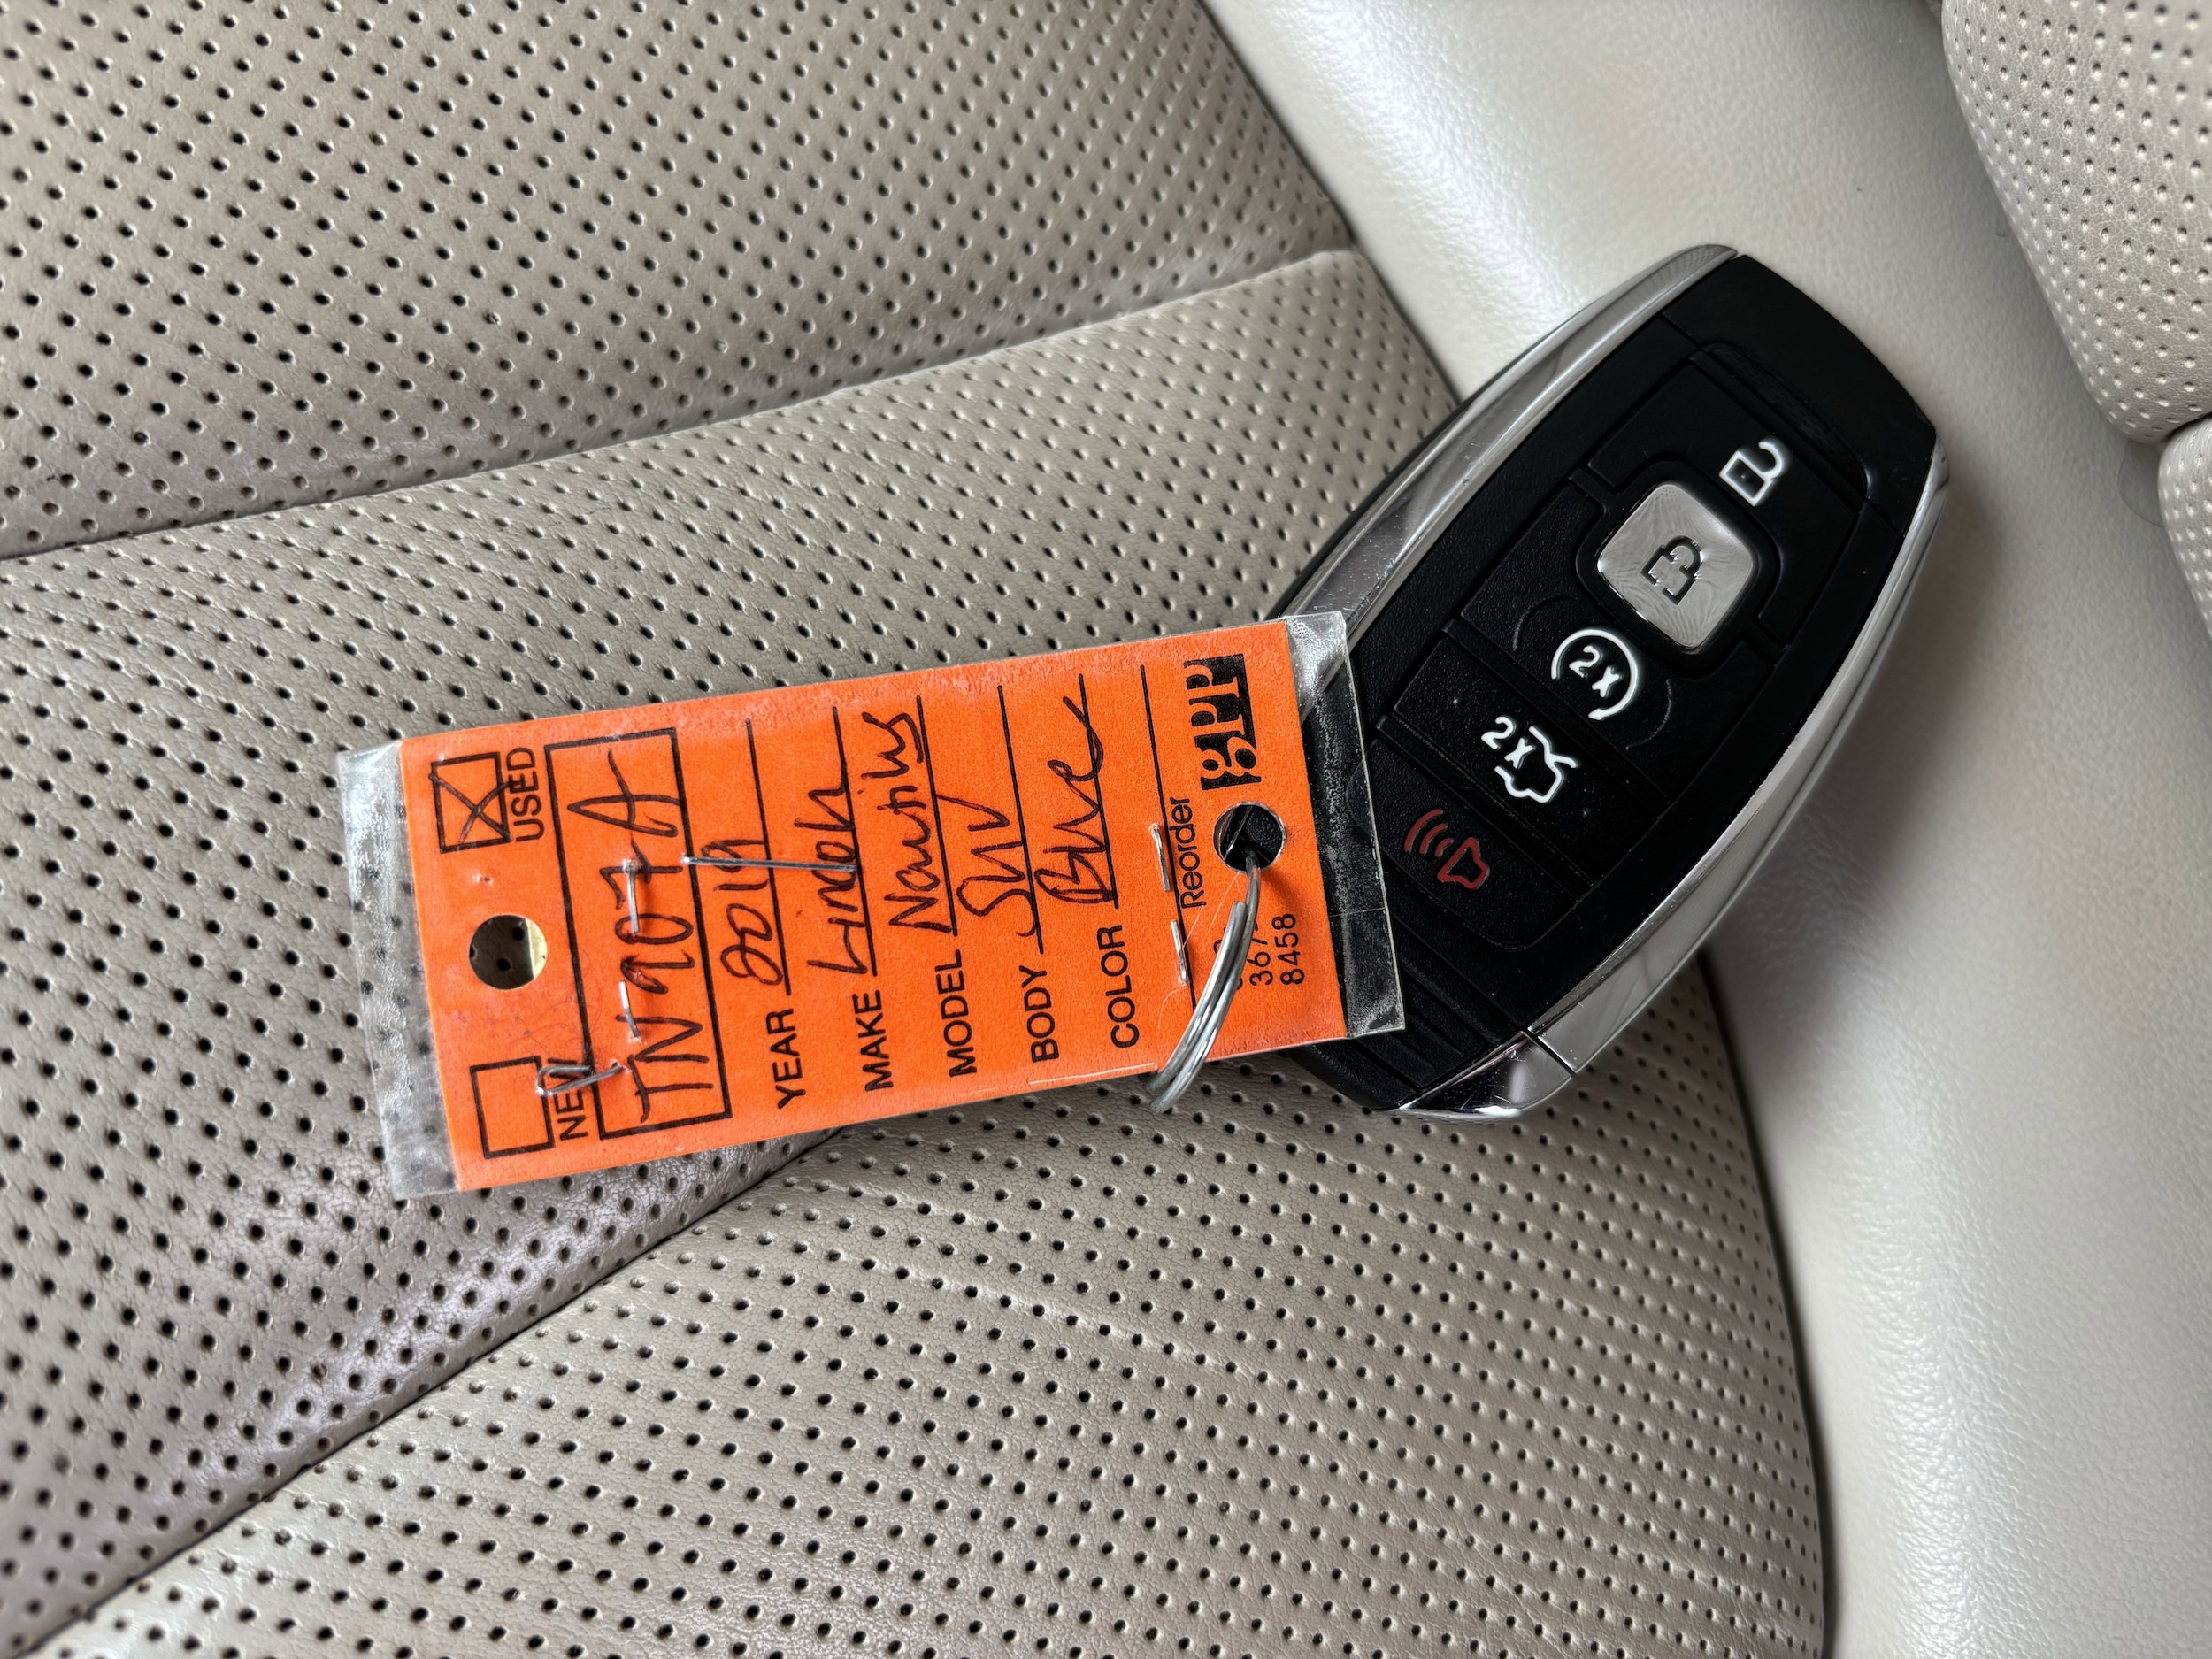 USED
NEW
TN907A
YEAR 2019
MAKE Lincoln
MODEL Nautilus
BODY SUV
COLOR Blue
Reorder
367-
8458
2x
2x